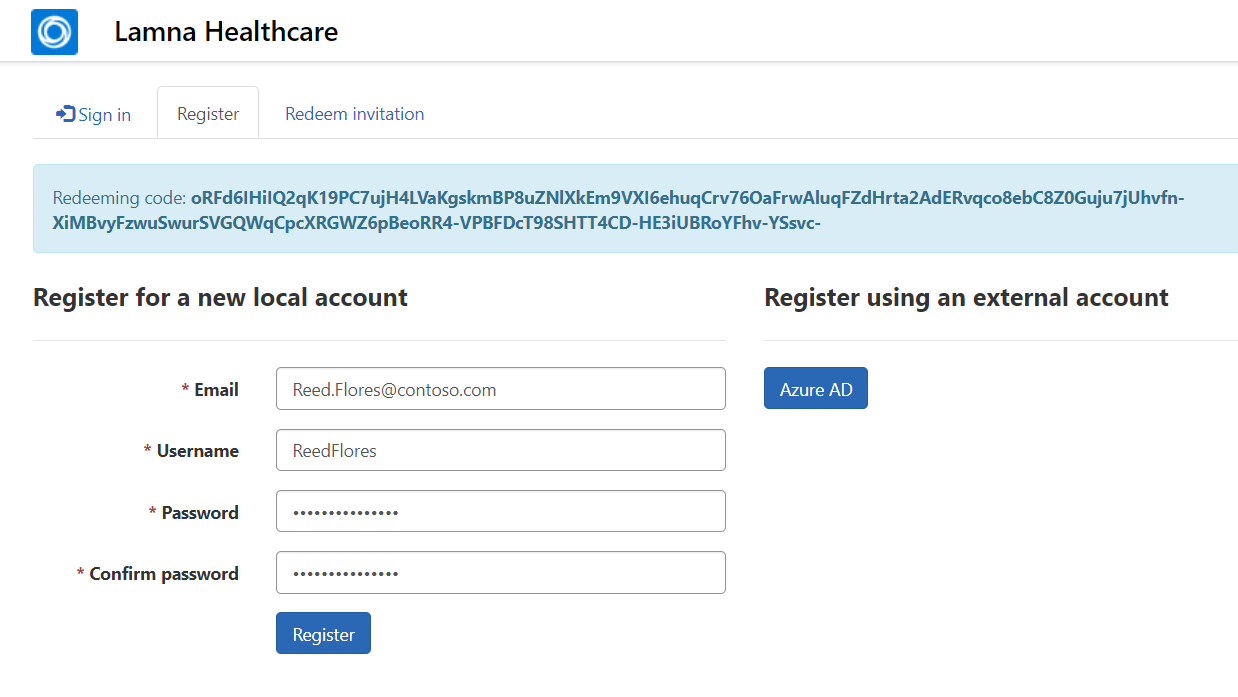 Lamna Healthcare
Sign in
Register
Redeem invitation
Redeeming code: oRFd6IHiIQ2qK19PC7ujH4LVaKgskmBP8uZNlXkEm9VXI6ehuqCrv76OaFrwAluqFZdHrta2AdERvqco8ebC8Z0Guju7jUhvfn-
XiMBvyFzwuSwurSVGQWqCpcXRGWZ6pBeoRR4-VPBFDcT98SHTT4CD-HE3iUBRoYFhv-YSsvc-
Register for a new local account
* Email
Reed.Flores@contoso.com
* Username
ReedFlores
* Password
•••••••••••••••
* Confirm password
•••••••••••••••
Register
Register using an external account
Azure AD